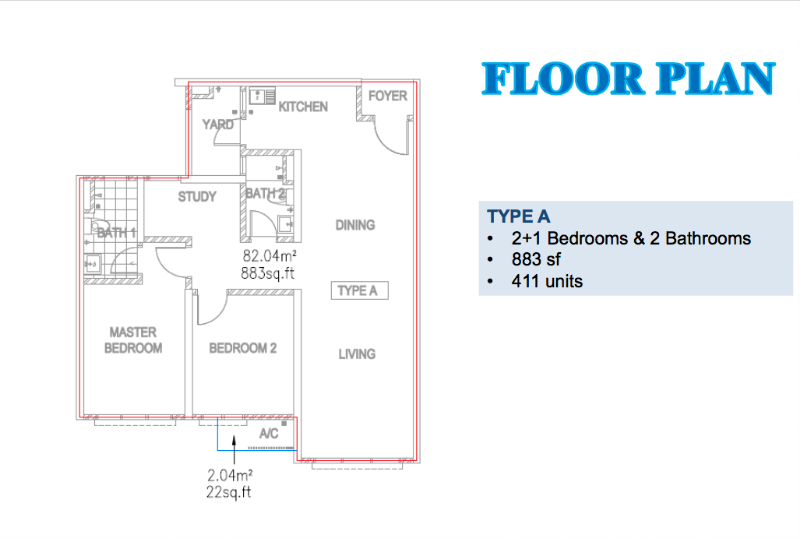 FLOOR PLAN
KITCHEN
FOYER
YARD
STUDY
BATH 2
BATH 1
DINING
82.04m²
883sq.ft
TYPE A
MASTER
BEDROOM
BEDROOM 2
LIVING
A/C
2.04m²
22sq.ft
TYPE A
• 2+1 Bedrooms & 2 Bathrooms
• 883 sf
• 411 units